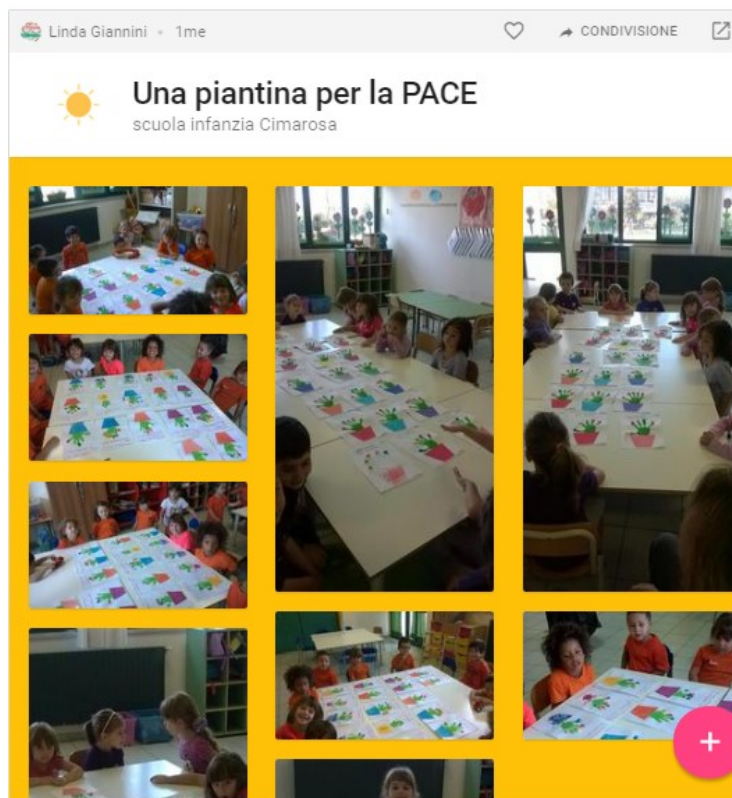 Linda Giannini • 1me
CONDIVISIONE
Una piantina per la PACE
scuola infanzia Cimarosa